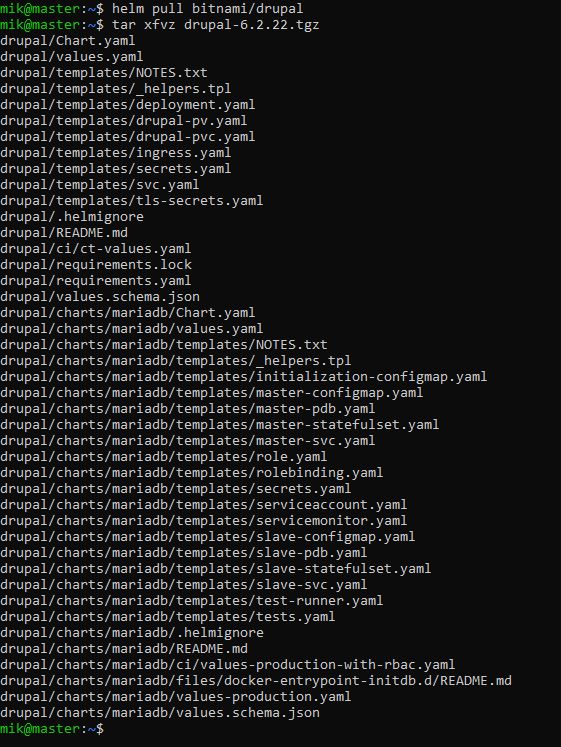 mik@master:~$ helm pull bitnami/drupal
mik@master:~$ tar xfvz drupal-6.2.22.tgz
drupal/Chart.yaml
drupal/values.yaml
drupal/templates/NOTES.txt
drupal/templates/_helpers.tpl
drupal/templates/deployment.yaml
drupal/templates/drupal-pv.yaml
drupal/templates/drupal-pvc.yaml
drupal/templates/ingress.yaml
drupal/templates/secrets.yaml
drupal/templates/svc.yaml
drupal/templates/tls-secrets.yaml
drupal/.helmignore
drupal/README.md
drupal/ci/ct-values.yaml
drupal/requirements.lock
drupal/requirements.yaml
drupal/values.schema.json
drupal/charts/mariadb/Chart.yaml
drupal/charts/mariadb/values.yaml
drupal/charts/mariadb/templates/NOTES.txt
drupal/charts/mariadb/templates/_helpers.tpl
drupal/charts/mariadb/templates/initialization-configmap.yaml
drupal/charts/mariadb/templates/master-configmap.yaml
drupal/charts/mariadb/templates/master-pdb.yaml
drupal/charts/mariadb/templates/master-statefulset.yaml
drupal/charts/mariadb/templates/master-svc.yaml
drupal/charts/mariadb/templates/role.yaml
drupal/charts/mariadb/templates/rolebinding.yaml
drupal/charts/mariadb/templates/secrets.yaml
drupal/charts/mariadb/templates/serviceaccount.yaml
drupal/charts/mariadb/templates/servicemonitor.yaml
drupal/charts/mariadb/templates/slave-configmap.yaml
drupal/charts/mariadb/templates/slave-pdb.yaml
drupal/charts/mariadb/templates/slave-statefulset.yaml
drupal/charts/mariadb/templates/slave-svc.yaml
drupal/charts/mariadb/templates/test-runner.yaml
drupal/charts/mariadb/templates/tests.yaml
drupal/charts/mariadb/.helmignore
drupal/charts/mariadb/README.md
drupal/charts/mariadb/ci/values-production-with-rbac.yaml
drupal/charts/mariadb/files/docker-entrypoint-initdb.d/README.md
drupal/charts/mariadb/values-production.yaml
drupal/charts/mariadb/values.schema.json
mik@master:~$